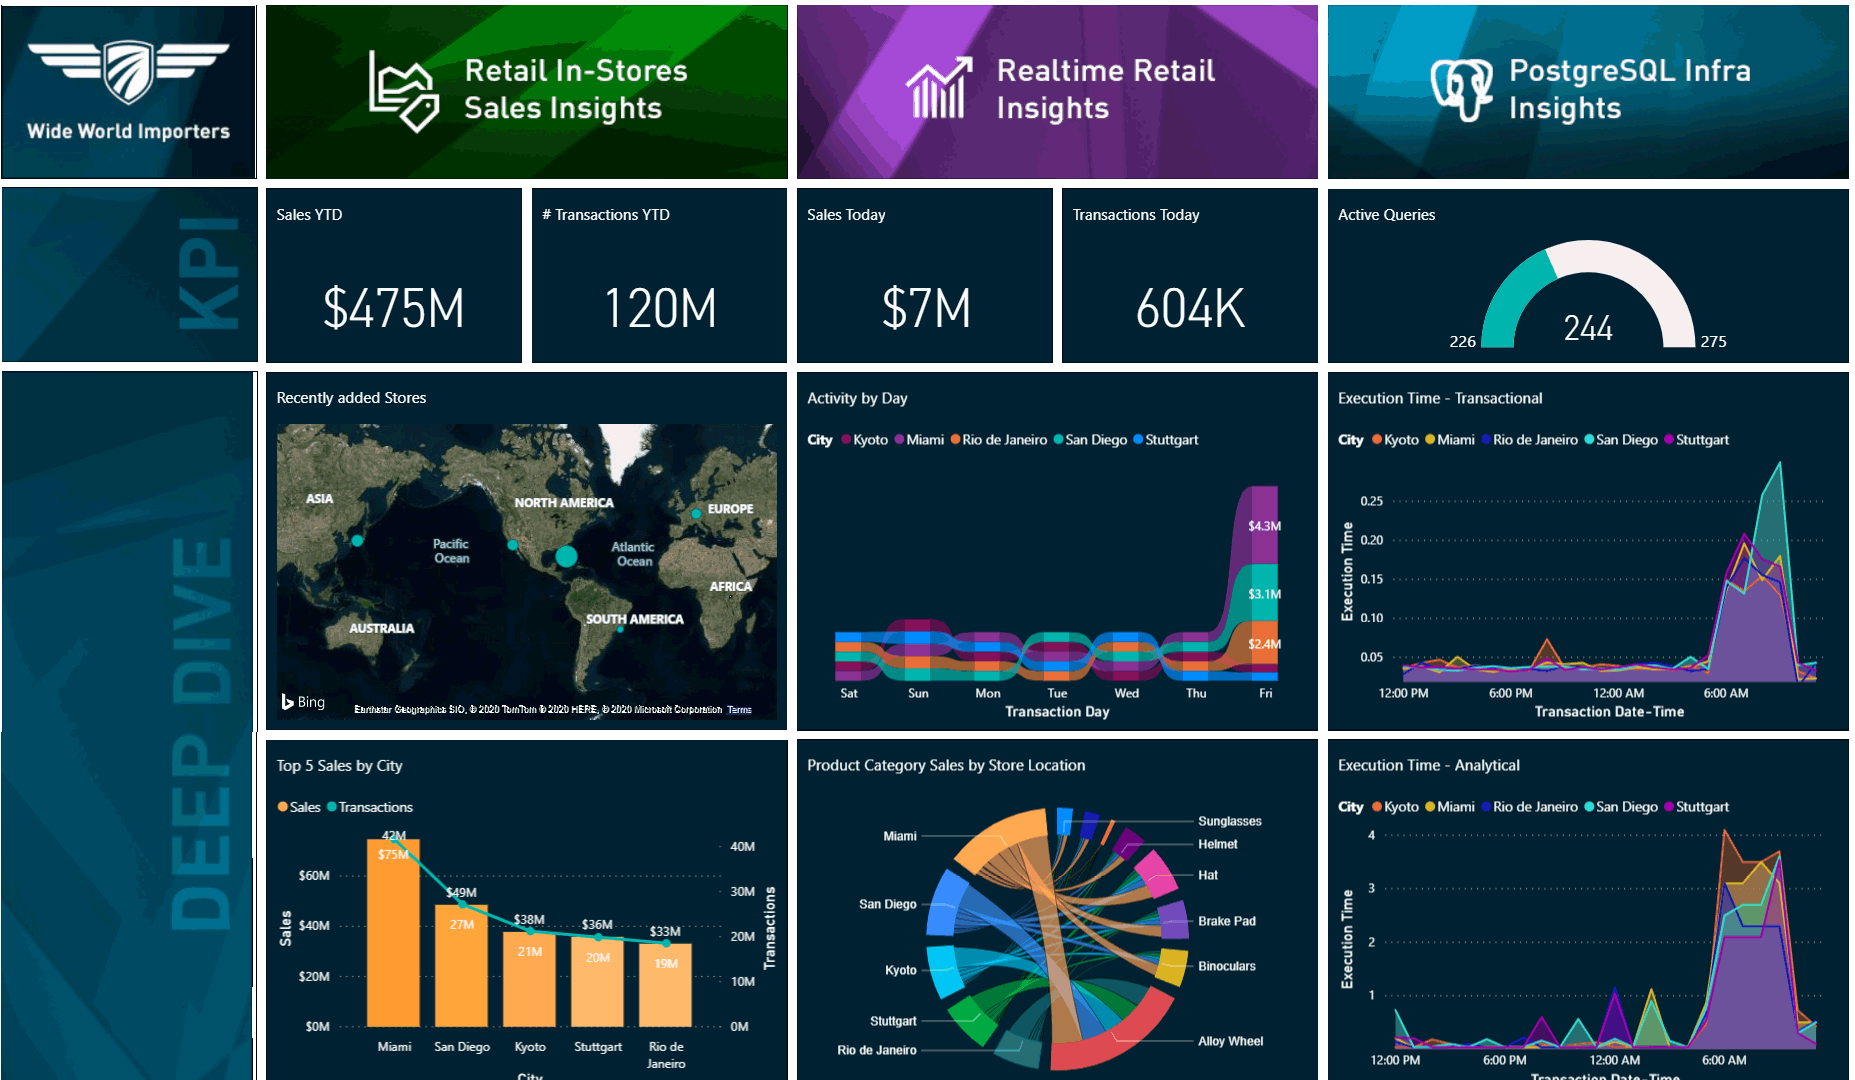 Wide World Importers
Retail In-Stores
Sales Insights
Realtime Retail
Insights
PostgreSQL Infra
Insights
KPI
Sales YTD
$475M
# Transactions YTD
120M
Sales Today
$7M
Transactions Today
604K
Active Queries
244
226
275
DEEP DIVE
Recently added Stores
ASIA
NORTH AMERICA
EUROPE
Pacific
Ocean
Atlantic
Ocean
AFRICA
SOUTH AMERICA
AUSTRALIA
Bing
Earthstar Geographics SIO, © 2020 TomTom © 2020 HERE, © 2020 Microsoft Corporation Terms
Activity by Day
City Kyoto Miami Rio de Janeiro San Diego Stuttgart
$4.3M
$3.1M
$2.4M
Sat Sun Mon Tue Wed Thu Fri
Transaction Day
Execution Time - Transactional
City Kyoto Miami Rio de Janeiro San Diego Stuttgart
Execution Time
0.25
0.20
0.15
0.10
0.05
12:00 PM 6:00 PM 12:00 AM 6:00 AM
Transaction Date-Time
Top 5 Sales by City
Sales Transactions
Sales
$60M
$40M
$20M
$0M
42M
$75M
$49M
27M
$38M
21M
$36M
20M
$33M
19M
40M
30M
20M
10M
0M
Transactions
Miami San Diego Kyoto Stuttgart Rio de
Janeiro
City
Product Category Sales by Store Location
Miami
San Diego
Kyoto
Stuttgart
Rio de Janeiro
Sunglasses
Helmet
Hat
Brake Pad
Binoculars
Alloy Wheel
Execution Time - Analytical
City Kyoto Miami Rio de Janeiro San Diego Stuttgart
Execution Time
4
3
2
1
12:00 PM 6:00 PM 12:00 AM 6:00 AM
Transaction Date-Time